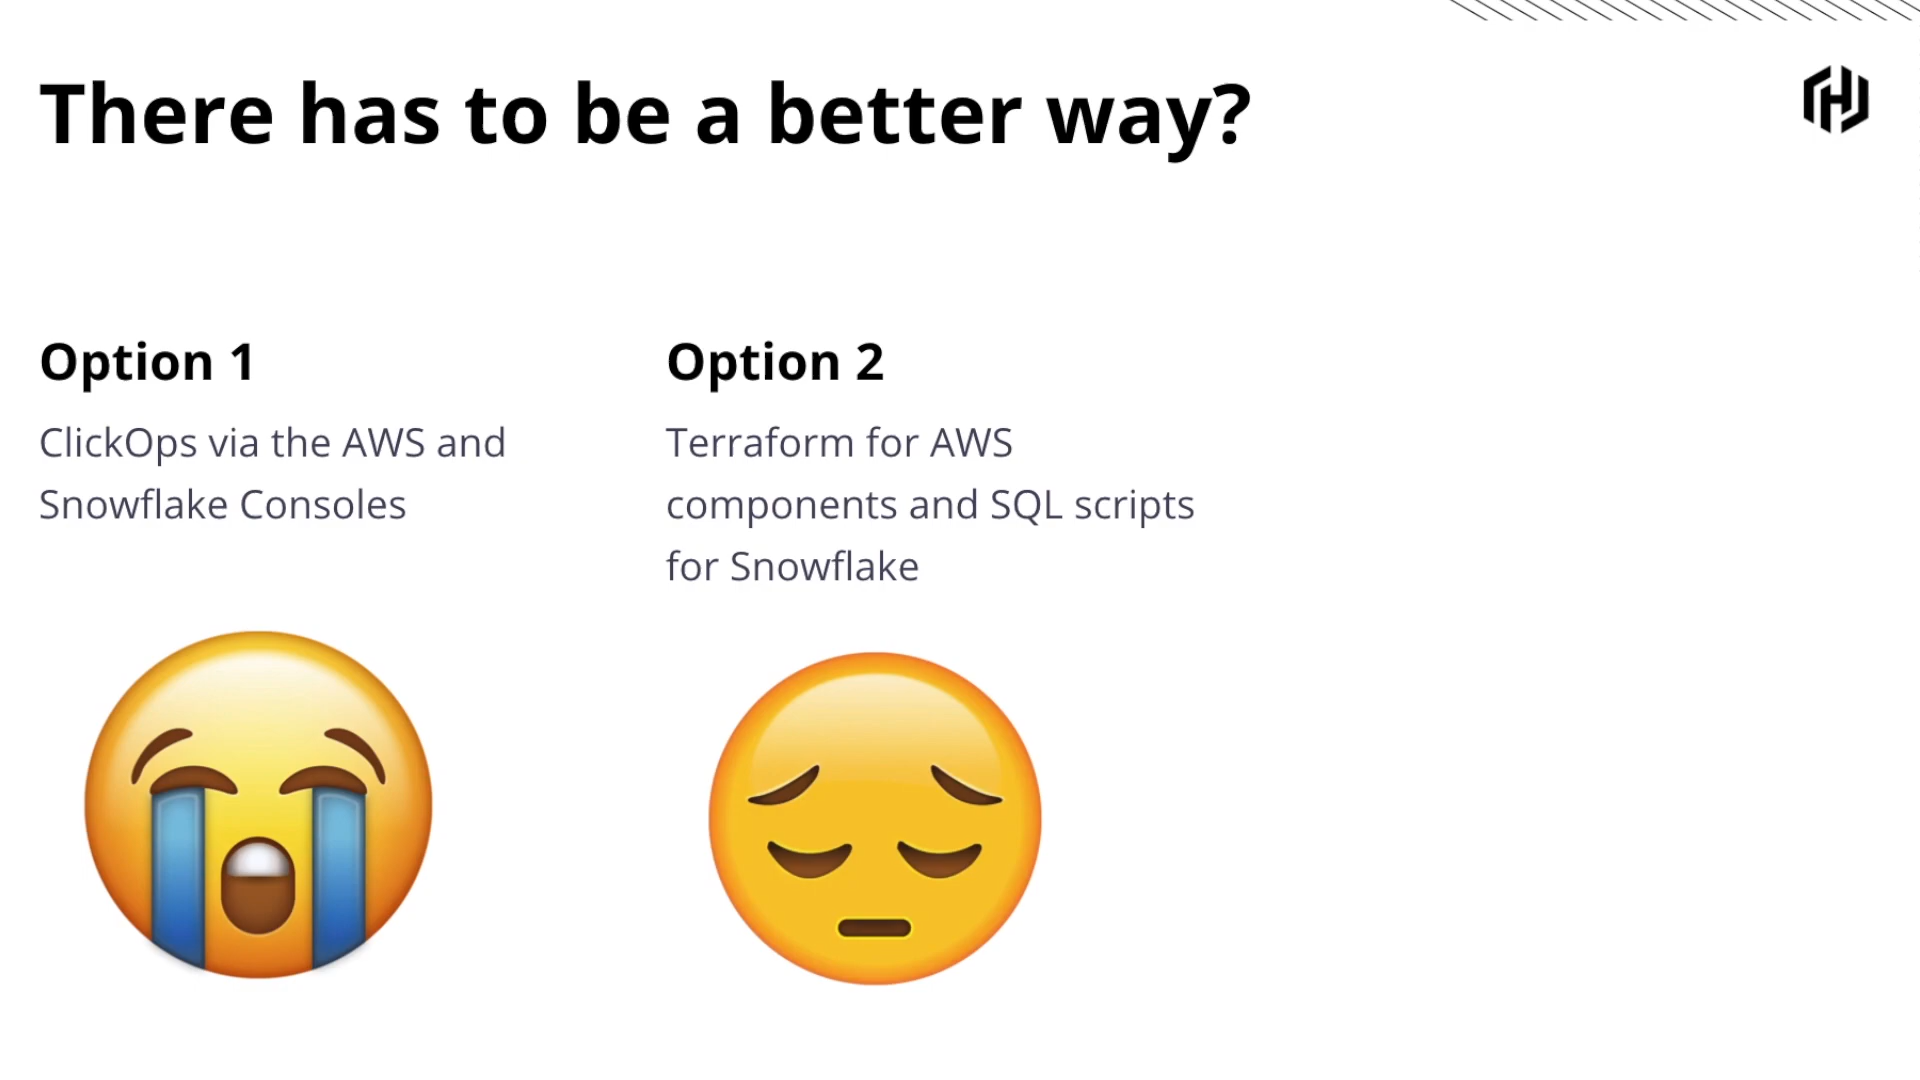 There has to be a better way?
Option 1
ClickOps via the AWS and
Snowflake Consoles
Option 2
Terraform for AWS
components and SQL scripts
for Snowflake